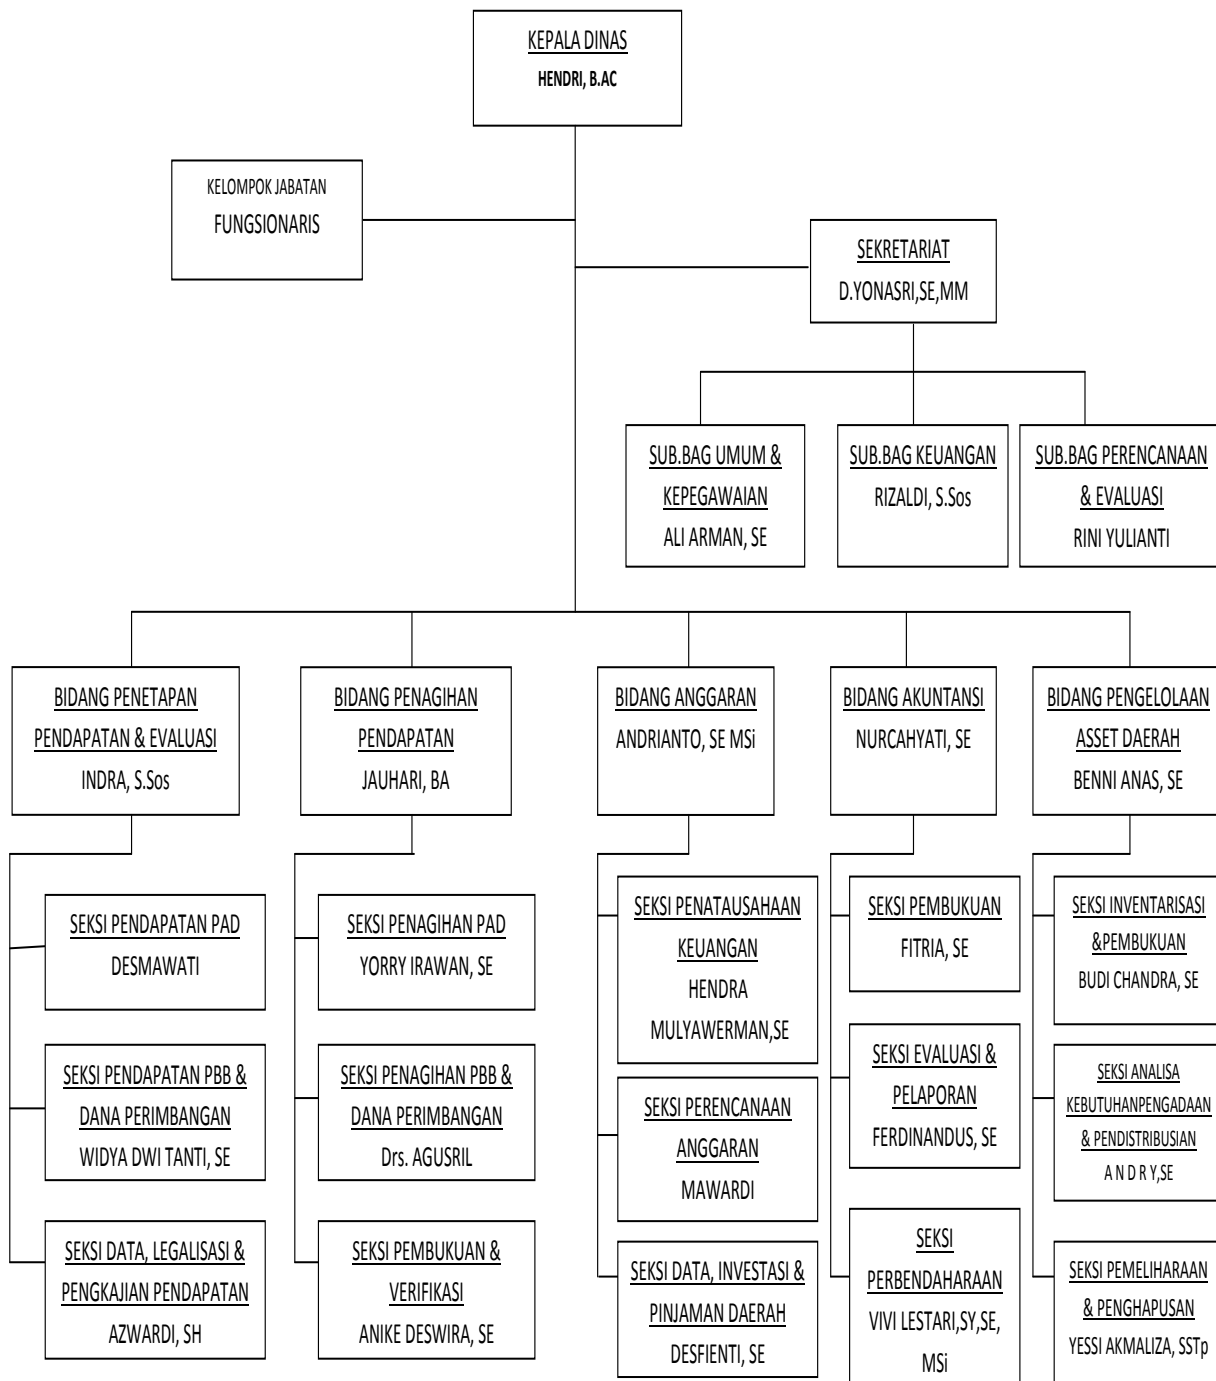 KEPALA DINAS
HENDRI, B.AC
KELOMPOK JABATAN
FUNGSIONARIS
SEKRETARIAT
D.YONASRI,SE,MM
SUB.BAG UMUM &
KEPEGAWAIAN
ALI ARMAN, SE
SUB.BAG KEUANGAN
RIZALDI, S.Sos
SUB.BAG PERENCANAAN
& EVALUASI
RINI YULIANTI
BIDANG PENETAPAN
PENDAPATAN & EVALUASI
INDRA, S.Sos
BIDANG PENAGIHAN
PENDAPATAN
JAUHARI, BA
BIDANG ANGGARAN
ANDRIANTO, SE MSi
BIDANG AKUNTANSI
NURCAHYATI, SE
BIDANG PENGELOLAAN
ASSET DAERAH
BENNI ANAS, SE
SEKSI PENDAPATAN PAD
DESMAWATI
SEKSI PENDAPATAN PBB &
DANA PERIMBANGAN
WIDYA DWI TANTI, SE
SEKSI DATA, LEGALISASI &
PENGKAJIAN PENDAPATAN
AZWARDI, SH
SEKSI PENAGIHAN PAD
YORRY IRAWAN, SE
SEKSI PENAGIHAN PBB &
DANA PERIMBANGAN
Drs. AGUSRIL
SEKSI PEMBUKUAN &
VERIFIKASI
ANIKE DESWIRA, SE
SEKSI PENATAUSAHAAN
KEUANGAN
HENDRA
MULYAWERMAN,SE
SEKSI PERENCANAAN
ANGGARAN
MAWARDI
SEKSI DATA, INVESTASI &
PINJAMAN DAERAH
DESFIENTI, SE
SEKSI PEMBUKUAN
FITRIA, SE
SEKSI EVALUASI &
PELAPORAN
FERDINANDUS, SE
SEKSI
PERBENDAHARAAN
VIVI LESTARI,SY,SE,
MSi
SEKSI INVENTARISASI
&PEMBUKUAN
BUDI CHANDRA, SE
SEKSI ANALISA
KEBUTUHANPENGADAAN
& PENDISTRIBUSIAN
A N D R Y,SE
SEKSI PEMELIHARAAN
& PENGHAPUSAN
YESSI AKMALIZA, SSTp